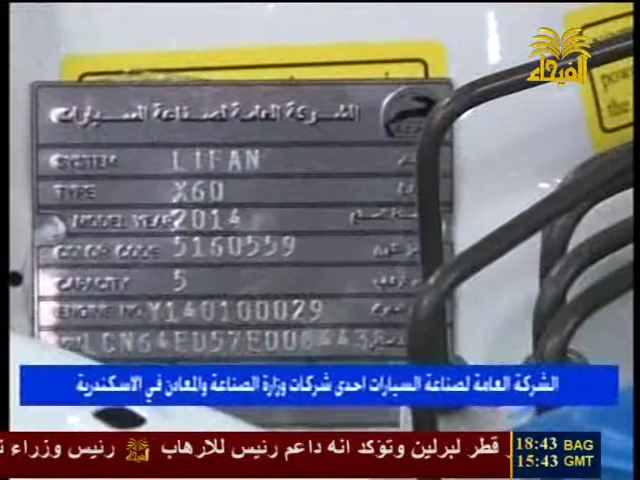 الفيحاء
الشركة العامة لصناعة السيارات
SYSTEM LIFAN
TYPE X60
MODEL YEAR 2014
COLOR CODE 5160559
CAPACITY 5
ENGINE NO. Y140100029
الشركة العامة لصناعة السيارات احدى شركات وزارة الصناعة والمعادن في الاسكندرية
قطر لبرلين وتؤكد انه داعم رئيس للارهاب الفيحاء رئيس وزراء
18:43 BAG
15:43 GMT